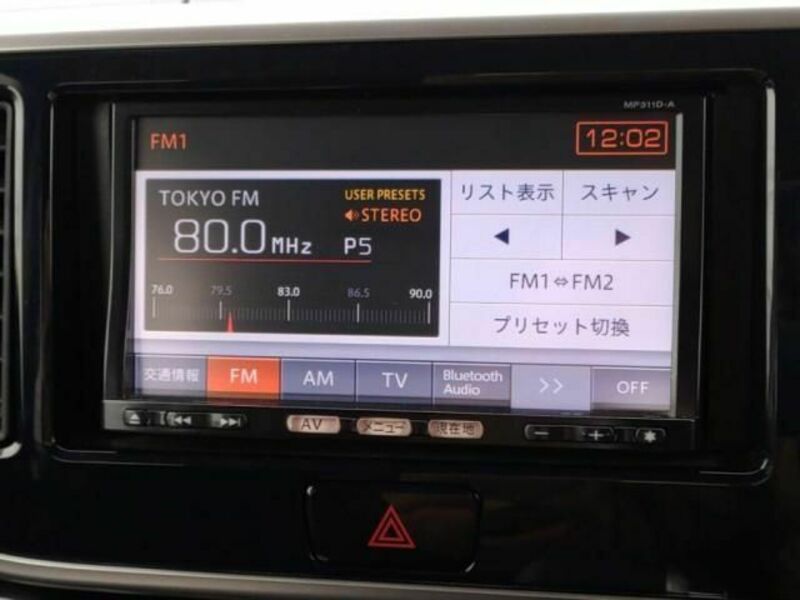 MP311D-A
FM1
12:02
TOKYO FM
USER PRESETS
STEREO
80.0MHz P5
76.0 79.5 83.0 86.5 90.0
リスト表示 スキャン
FM1⇔FM2
プリセット切換
交通情報 FM AM TV Bluetooth Audio >> OFF
AV メニュー 現在地